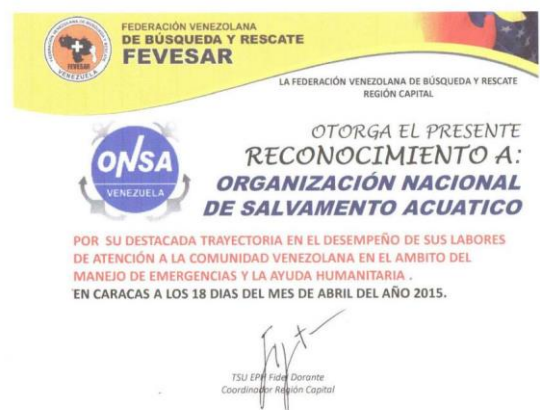 FEDERACIÓN VENEZOLANA
DE BÚSQUEDA Y RESCATE
FEVESAR
FEVESAR
VENEZUELA
LA FEDERACIÓN VENEZOLANA DE BÚSQUEDA Y RESCATE
REGIÓN CAPITAL
OTORGA EL PRESENTE
RECONOCIMIENTO A:
ONSA
VENEZUELA
ORGANIZACIÓN NACIONAL
DE SALVAMENTO ACUATICO
POR SU DESTACADA TRAYECTORIA EN EL DESEMPEÑO DE SUS LABORES
DE ATENCIÓN A LA COMUNIDAD VENEZOLANA EN EL AMBITO DEL
MANEJO DE EMERGENCIAS Y LA AYUDA HUMANITARIA .
EN CARACAS A LOS 18 DIAS DEL MES DE ABRIL DEL AÑO 2015.
TSU EPH Fidel Dorante
Coordinador Región Capital